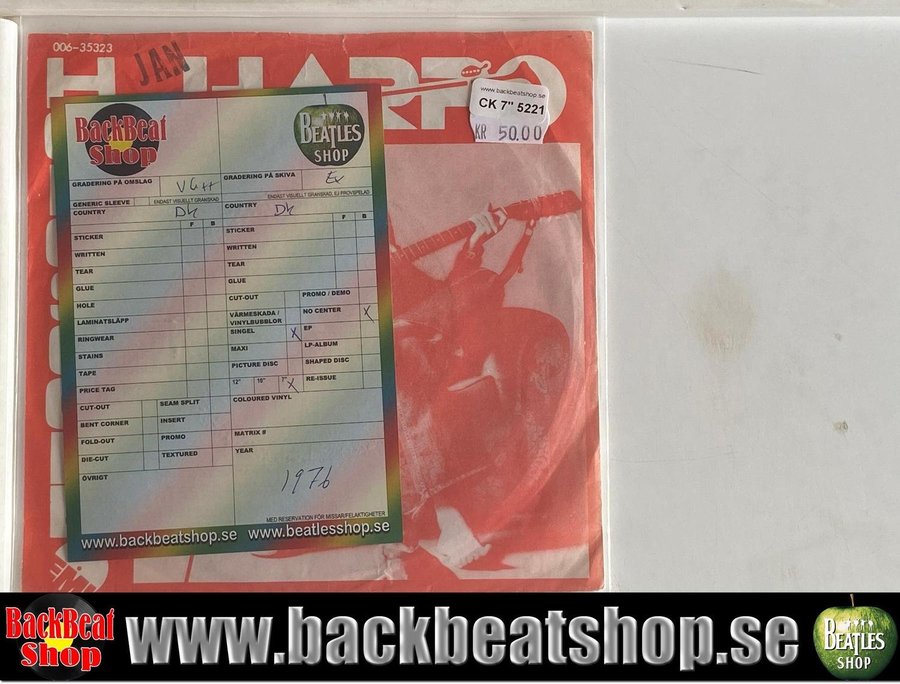 006-35323
JAN
HARPO
www.backbeatshop.se
CK 7" 5221
KR 50.00
BackBeat
Shop
BEATLES
SHOP
GRADERING PÅ OMSLAG VG++
GRADERING PÅ SKIVA Ex
GENERIC SLEEVE
ENDAST VISUELLT GRANSKAD
ENDAST VISUELLT GRANSKAD, EJ PROVSPELAD
COUNTRY DK
F B
STICKER
WRITTEN
TEAR
GLUE
HOLE
LAMINATSLÄPP
RINGWEAR
STAINS
TAPE
PRICE TAG
CUT-OUT SEAM SPLIT
BENT CORNER INSERT
FOLD-OUT PROMO
DIE-CUT TEXTURED
ÖVRIGT
COUNTRY DK
F B
STICKER
WRITTEN
TEAR
GLUE
CUT-OUT PROMO / DEMO
VÄRMESKADA /
VINYLBUBBLOR
NO CENTER X
SINGEL X EP
MAXI LP-ALBUM
PICTURE DISC SHAPED DISC
12" 10" 7" X RE-ISSUE
COLOURED VINYL
MATRIX #
YEAR
1976
MED RESERVATION FÖR MISSAR/FELAKTIGHETER
www.backbeatshop.se www.beatlesshop.se
BackBeat
Shop
www.backbeatshop.se
BEATLES
SHOP